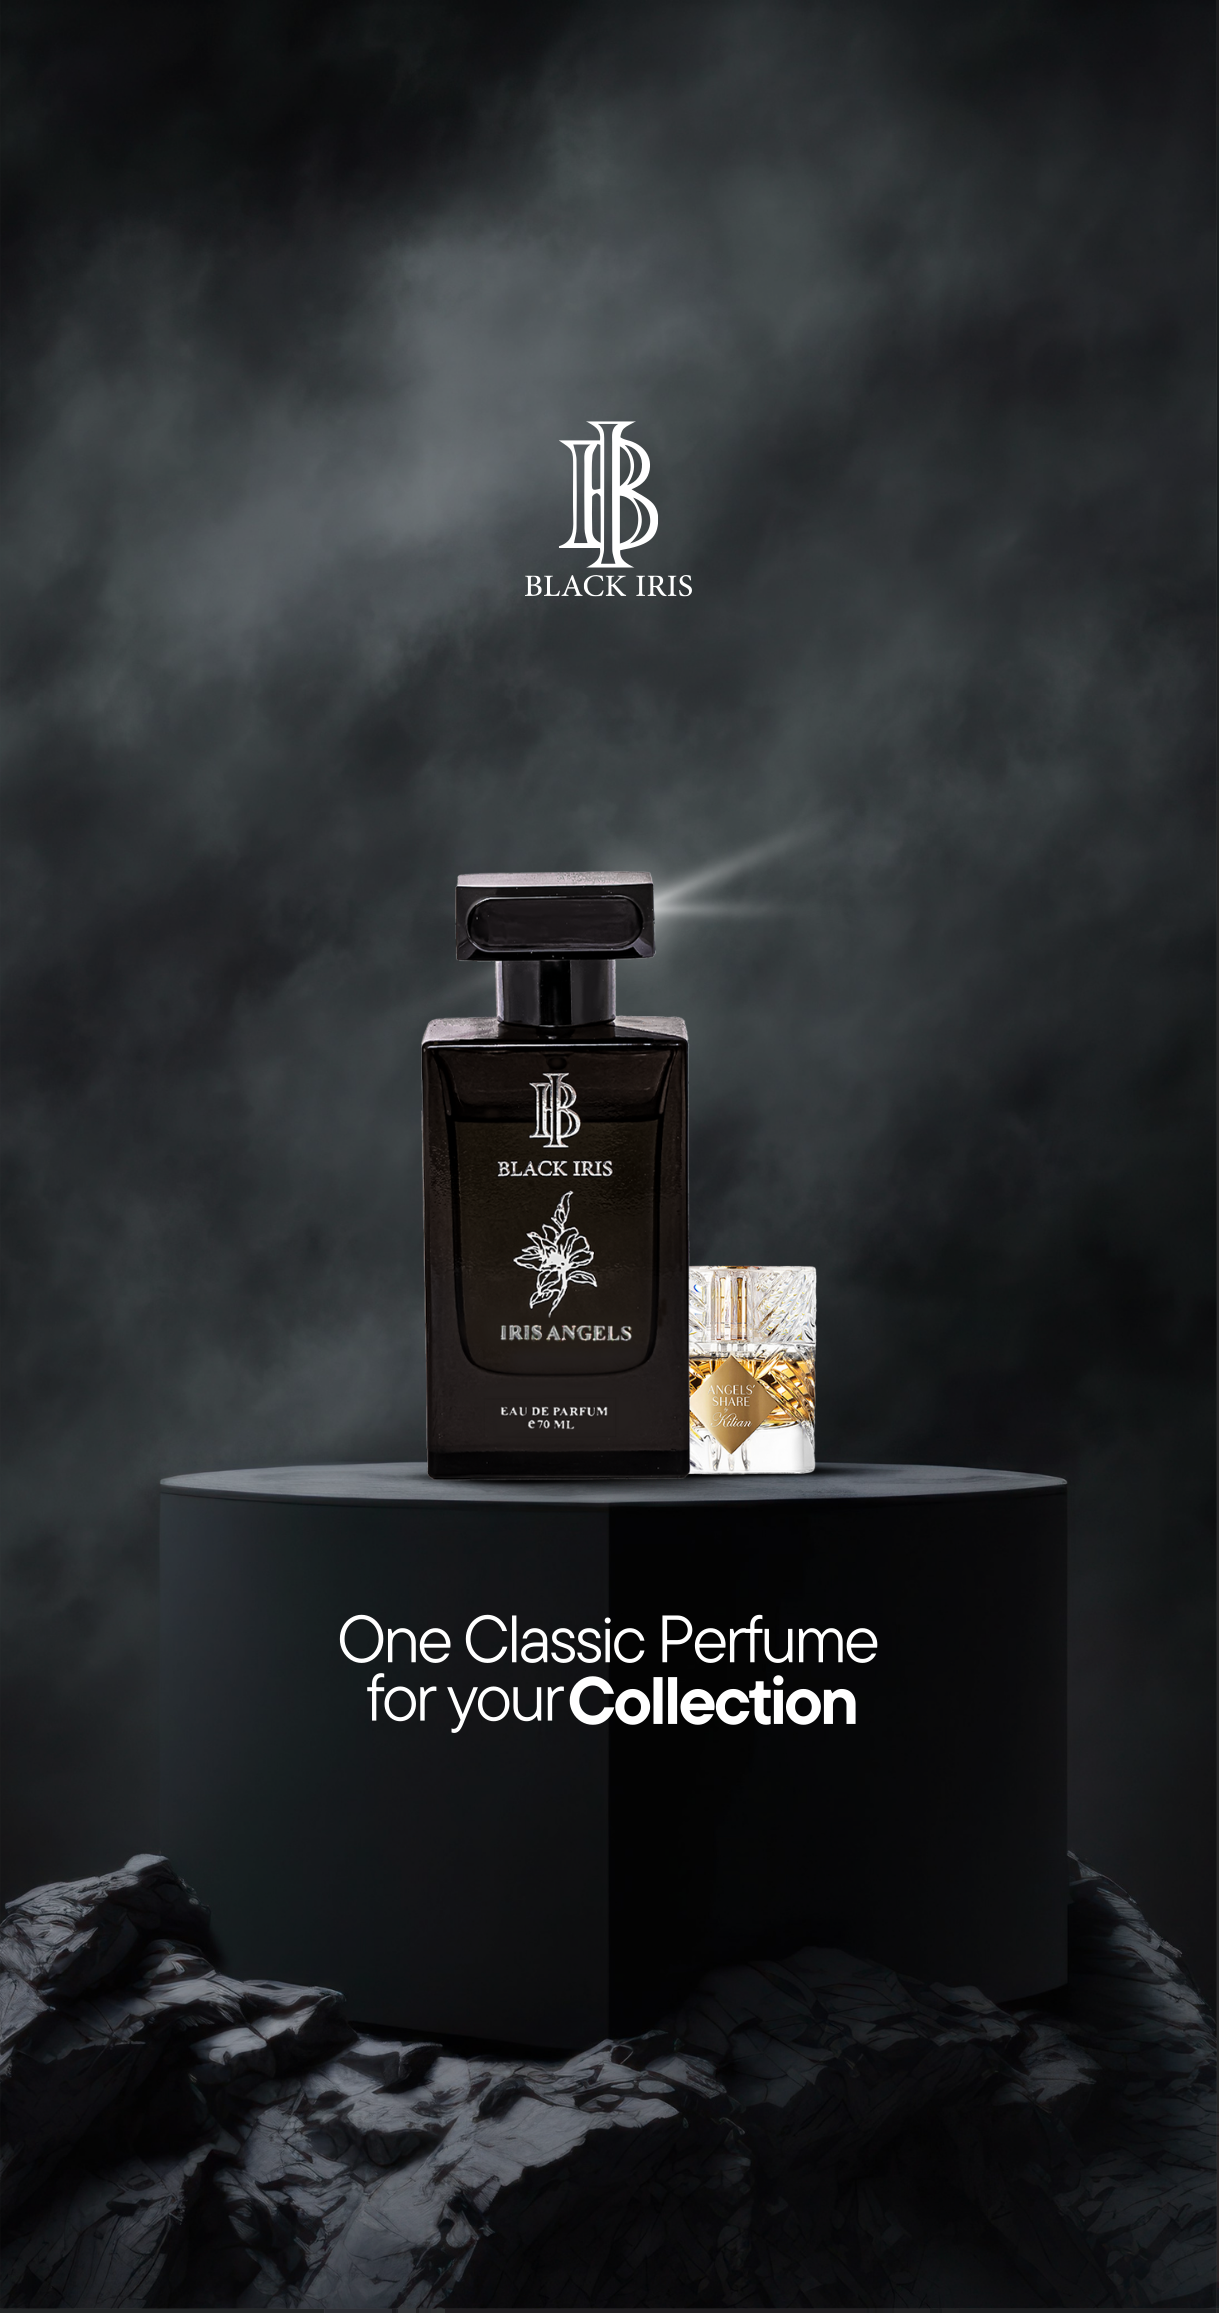 BLACK IRIS
BLACK IRIS
IRIS ANGELS
EAU DE PARFUM
e 70 ML
ANGELS'
SHARE
by
Kilian
One Classic Perfume
for your Collection